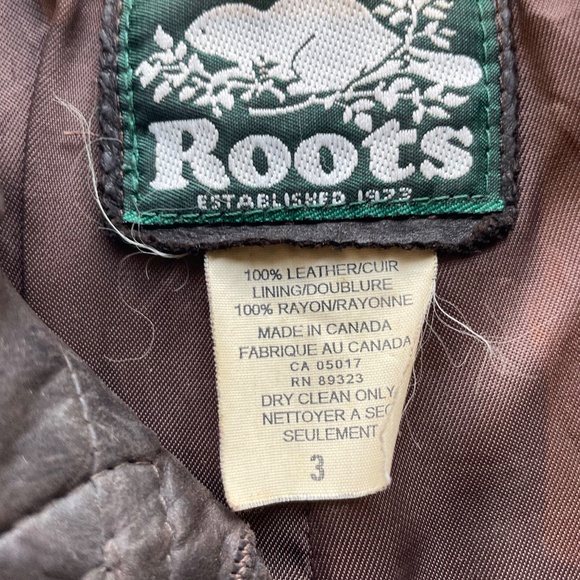 Roots
ESTABLISHED 1973
100% LEATHER/CUIR
LINING/DOUBLURE
100% RAYON/RAYONNE
MADE IN CANADA
FABRIQUE AU CANADA
CA 05017
RN 89323
DRY CLEAN ONLY
NETTOYER A SEC
SEULEMENT
3